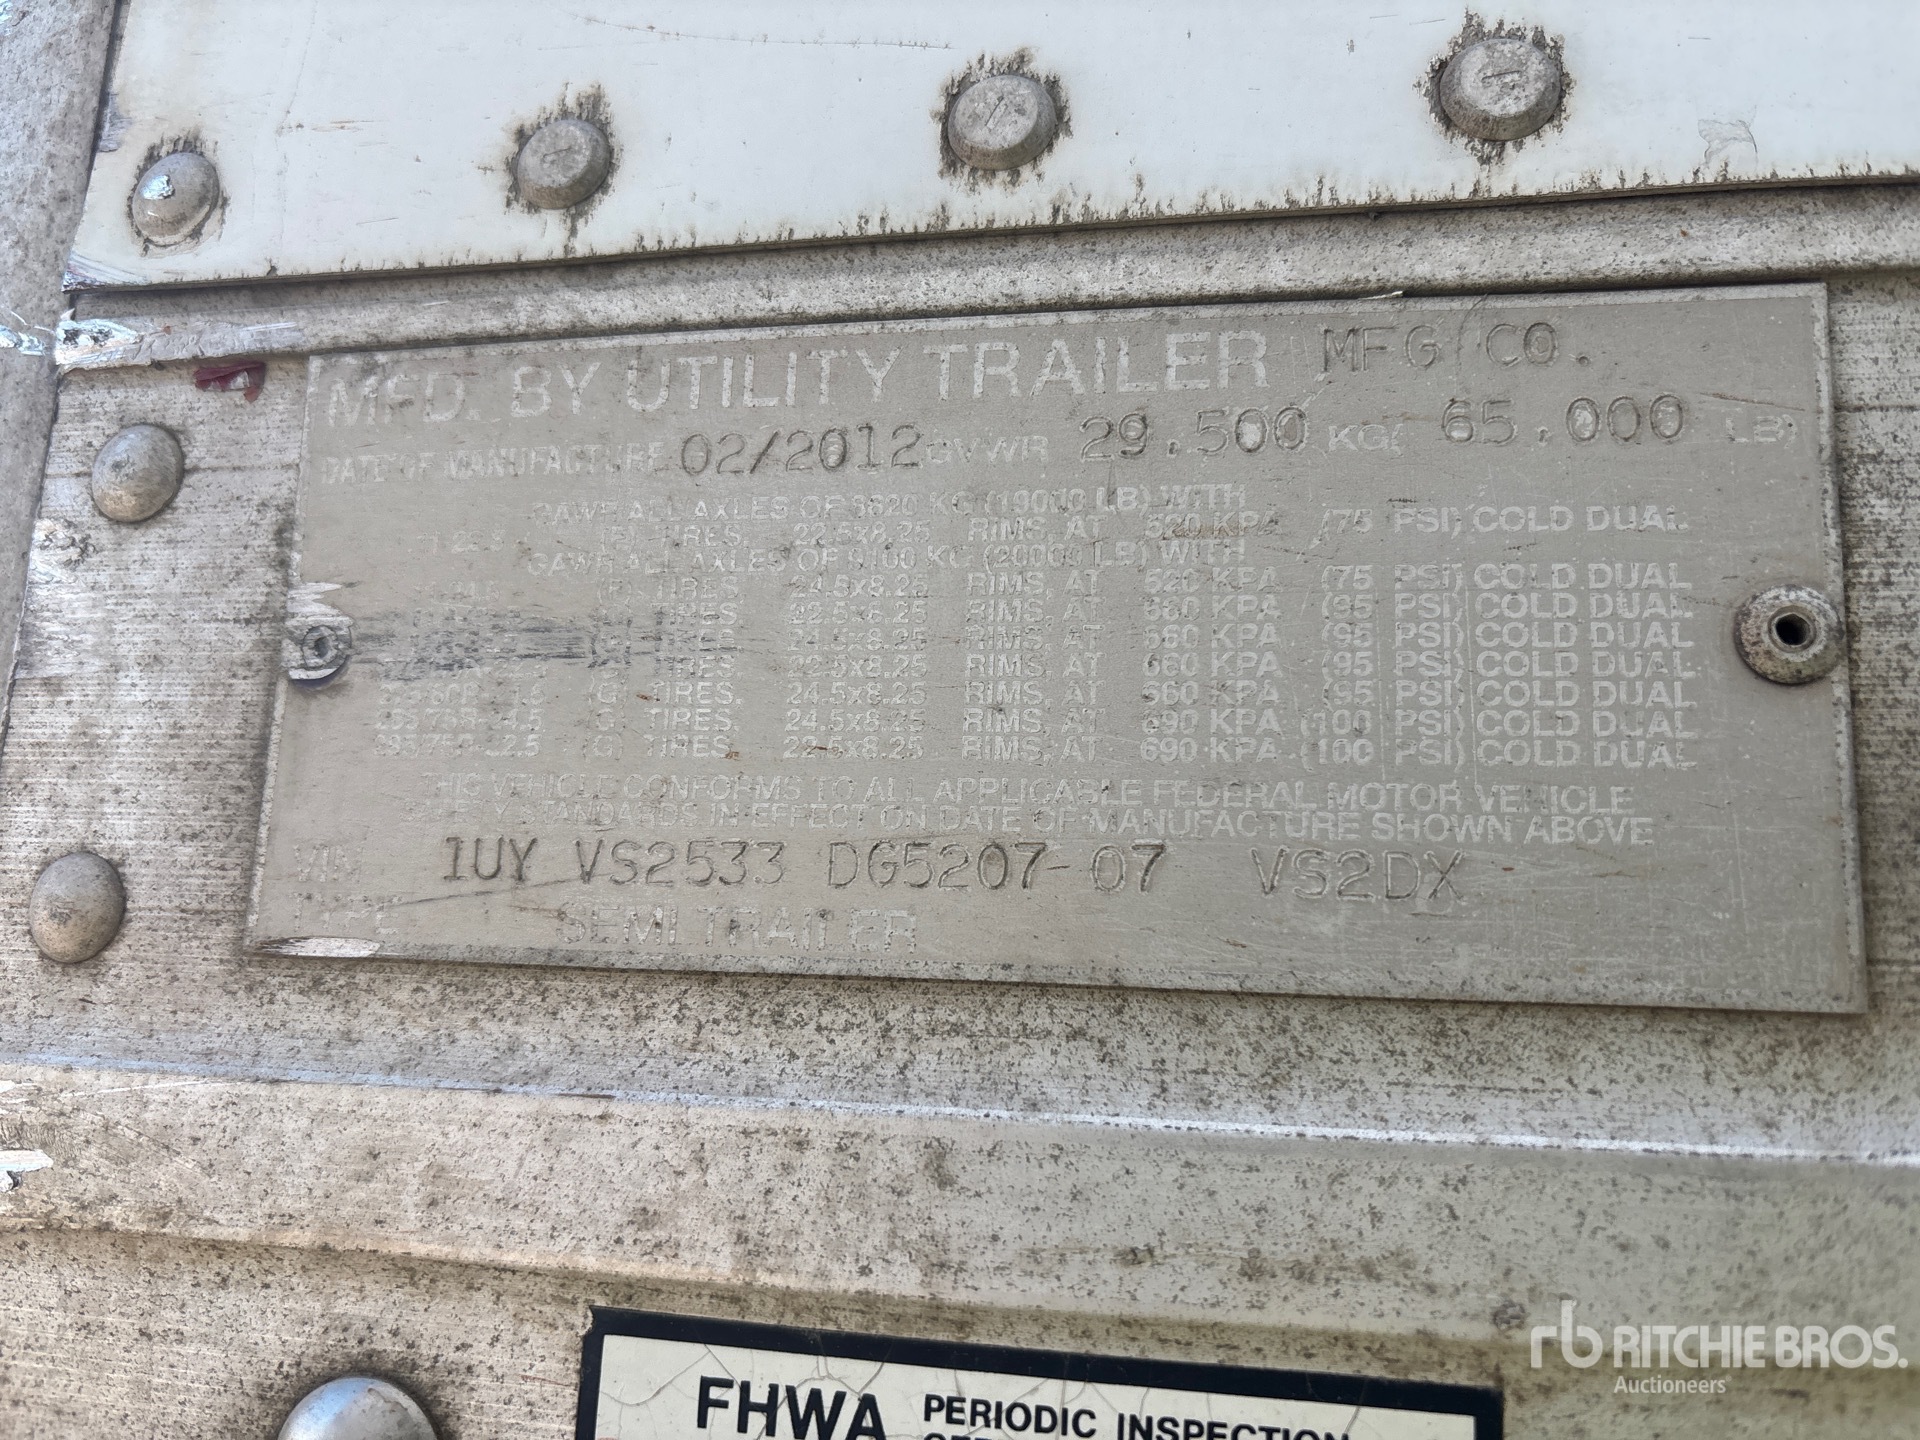 MFD. BY UTILITY TRAILER MFG CO.
DATE OF MANUFACTURE 02/2012 GVWR 29.500 KG( 65.000 LB)
GAWR ALL AXLES OF 8620 KG (19000 LB) WITH
TIRES. 22.5x8.25 RIMS, AT 520 KPA (75 PSI) COLD DUAL
GAWR ALL AXLES OF 9100 KG (20000 LB) WITH
TIRES. 24.5x8.25 RIMS, AT 520 KPA (75 PSI) COLD DUAL
TIRES. 22.5x8.25 RIMS, AT 660 KPA (95 PSI) COLD DUAL
TIRES 24.5x8.25 RIMS, AT 660 KPA (95 PSI) COLD DUAL
TIRES. 22.5x8.25 RIMS, AT 660 KPA (95 PSI) COLD DUAL
(G) TIRES. 24.5x8.25 RIMS, AT 660 KPA (95 PSI) COLD DUAL
(G) TIRES. 24.5x8.25 RIMS, AT 690 KPA (100 PSI) COLD DUAL
(G) TIRES. 22.5x8.25 RIMS, AT 690 KPA (100 PSI) COLD DUAL
THIS VEHICLE CONFORMS TO ALL APPLICABLE FEDERAL MOTOR VEHICLE
SAFETY STANDARDS IN EFFECT ON DATE OF MANUFACTURE SHOWN ABOVE
VIN 1UY VS2533 DG5207-07 VS2DX
TYPE SEMI TRAILER
FHWA PERIODIC INSPECTION
rb RITCHIE BROS.
Auctioneers